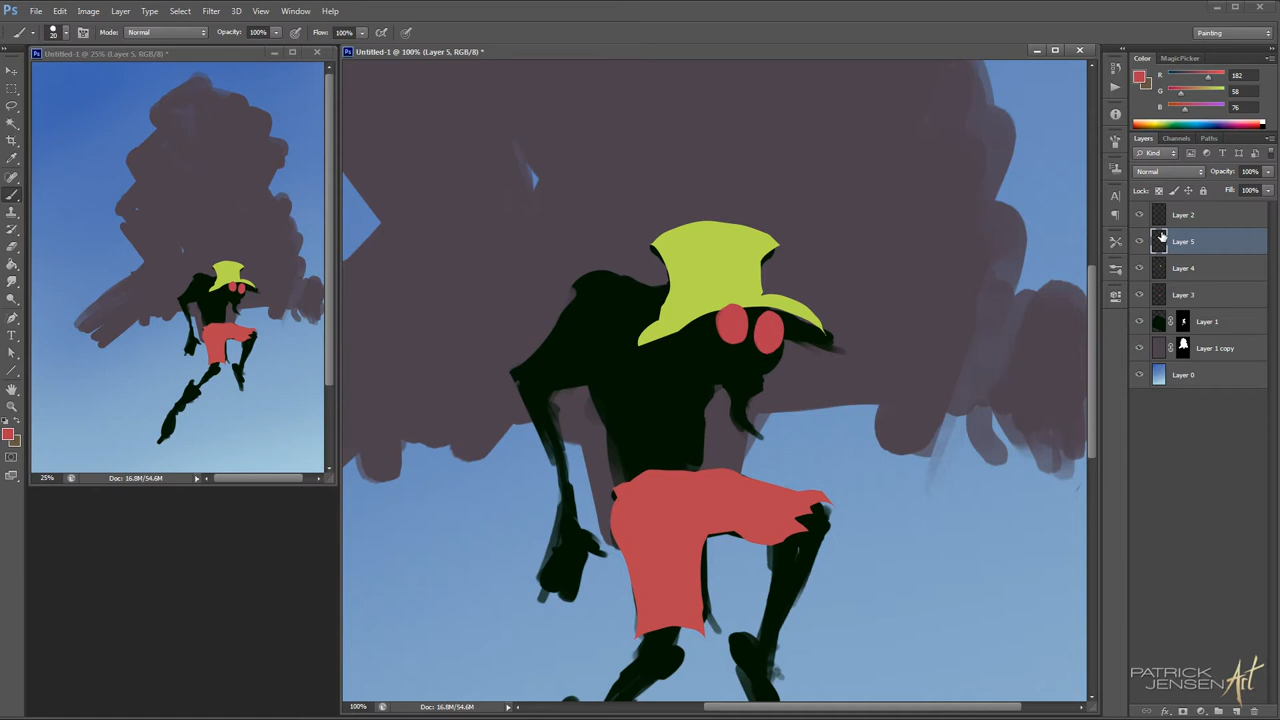 Ps File Edit Image Layer Type Select Filter 3D View Window Help
20 Mode: Normal Opacity: 100% Flow: 100% Painting
Untitled-1 @ 25% (Layer 5, RGB/8) *
Untitled-1 @ 100% (Layer 5, RGB/8) *
Color MagicPicker
R 182
G 58
B 76
Layers Channels Paths
Kind
Normal Opacity: 100%
Lock: Fill: 100%
Layer 2
Layer 5
Layer 4
Layer 3
Layer 1
Layer 1 copy
Layer 0
25% Doc: 16.8M/54.6M
100% Doc: 16.8M/54.6M
PATRICK
JENSEN Art